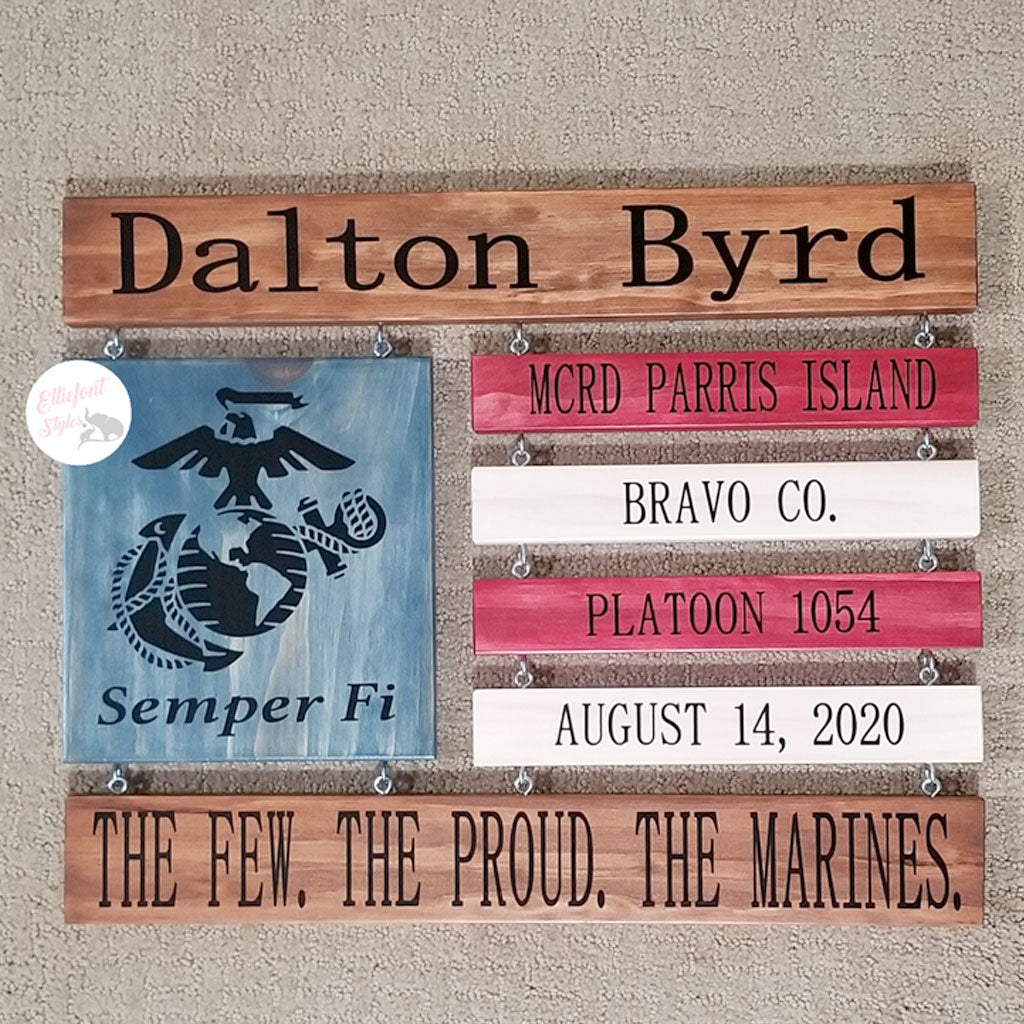 Dalton Byrd
Elliefont
Styles
MCRD PARRIS ISLAND
BRAVO CO.
PLATOON 1054
AUGUST 14, 2020
Semper Fi
THE FEW. THE PROUD. THE MARINES.